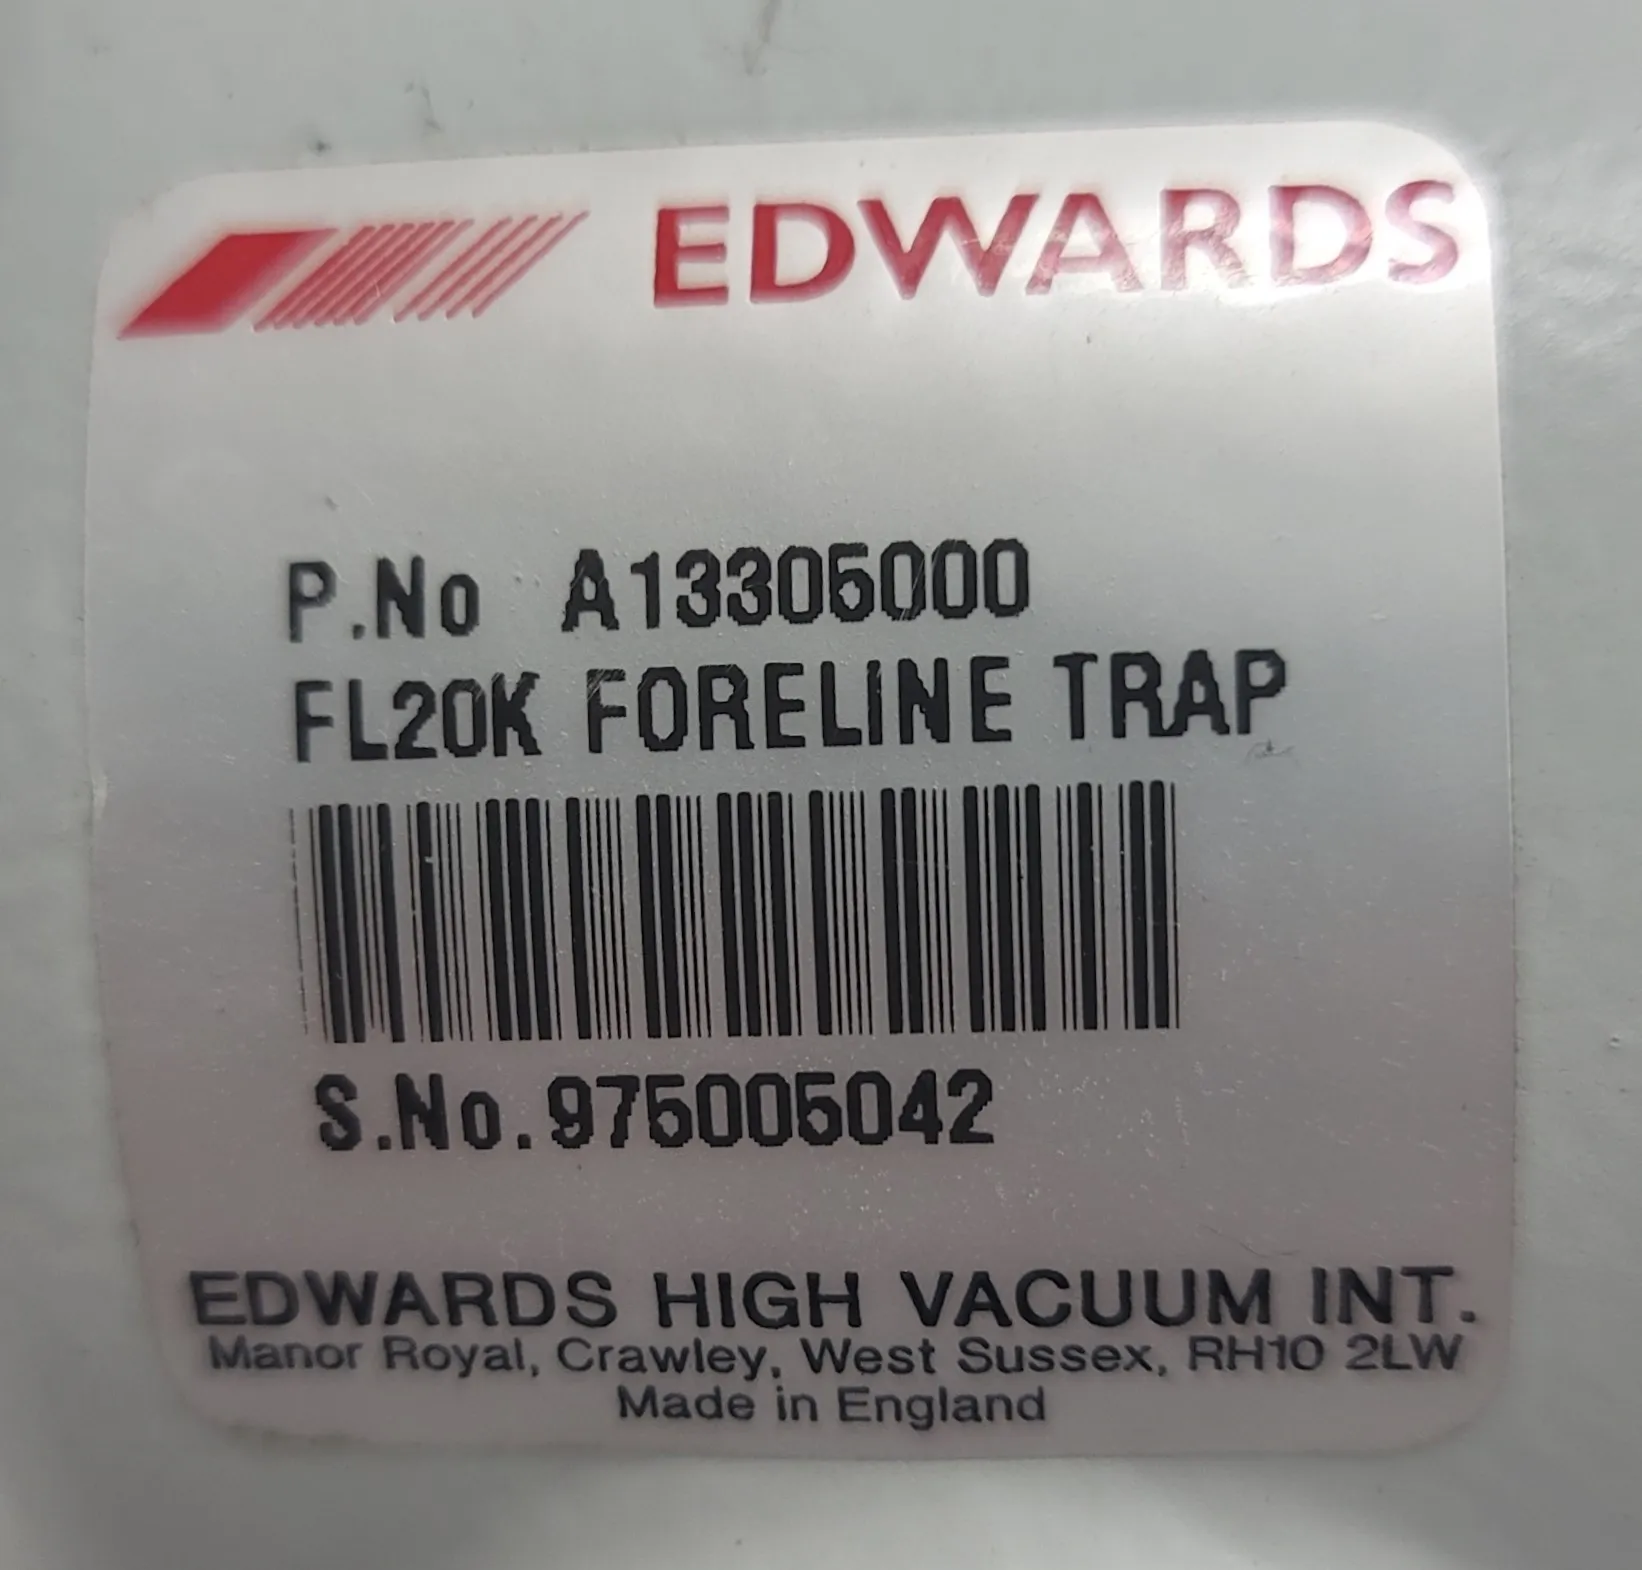 EDWARDS
P.No A13305000
FL20K FORELINE TRAP
S.No.975005042
EDWARDS HIGH VACUUM INT.
Manor Royal, Crawley, West Sussex, RH10 2LW
Made in England